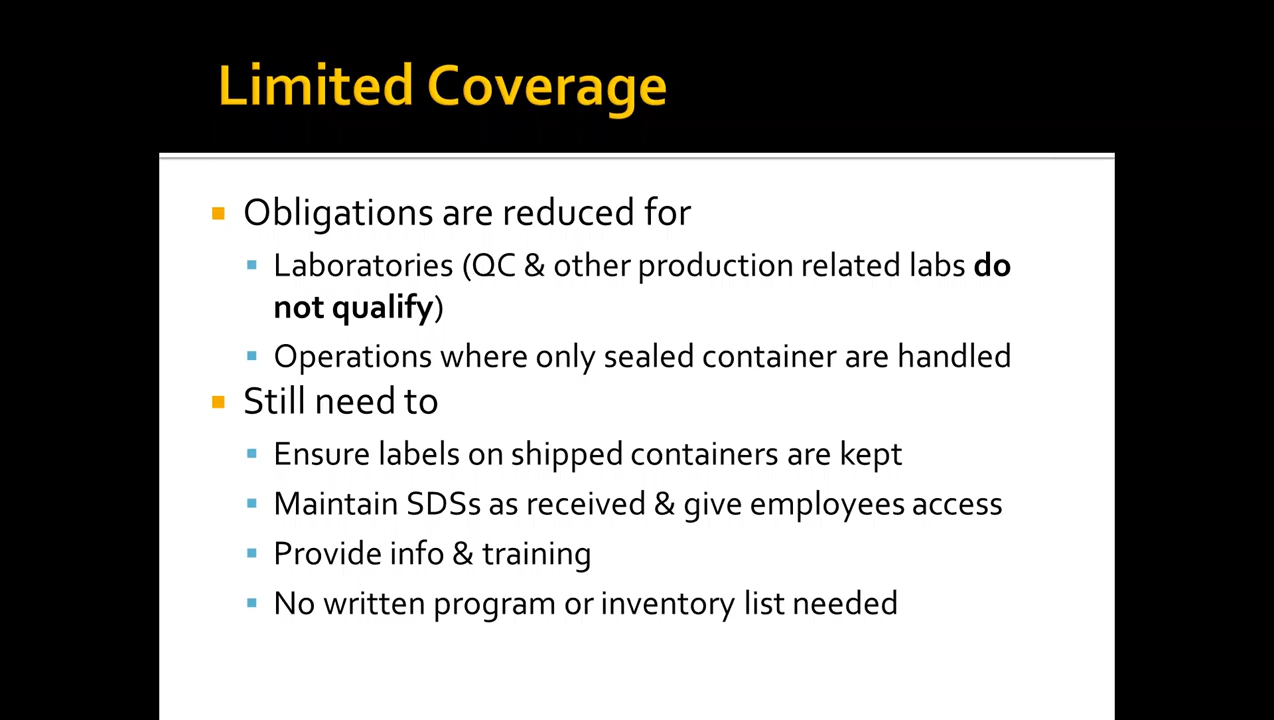 Limited Coverage
Obligations are reduced for
Laboratories (QC & other production related labs do
not qualify)
Operations where only sealed container are handled
Still need to
Ensure labels on shipped containers are kept
Maintain SDSs as received & give employees access
Provide info & training
No written program or inventory list needed